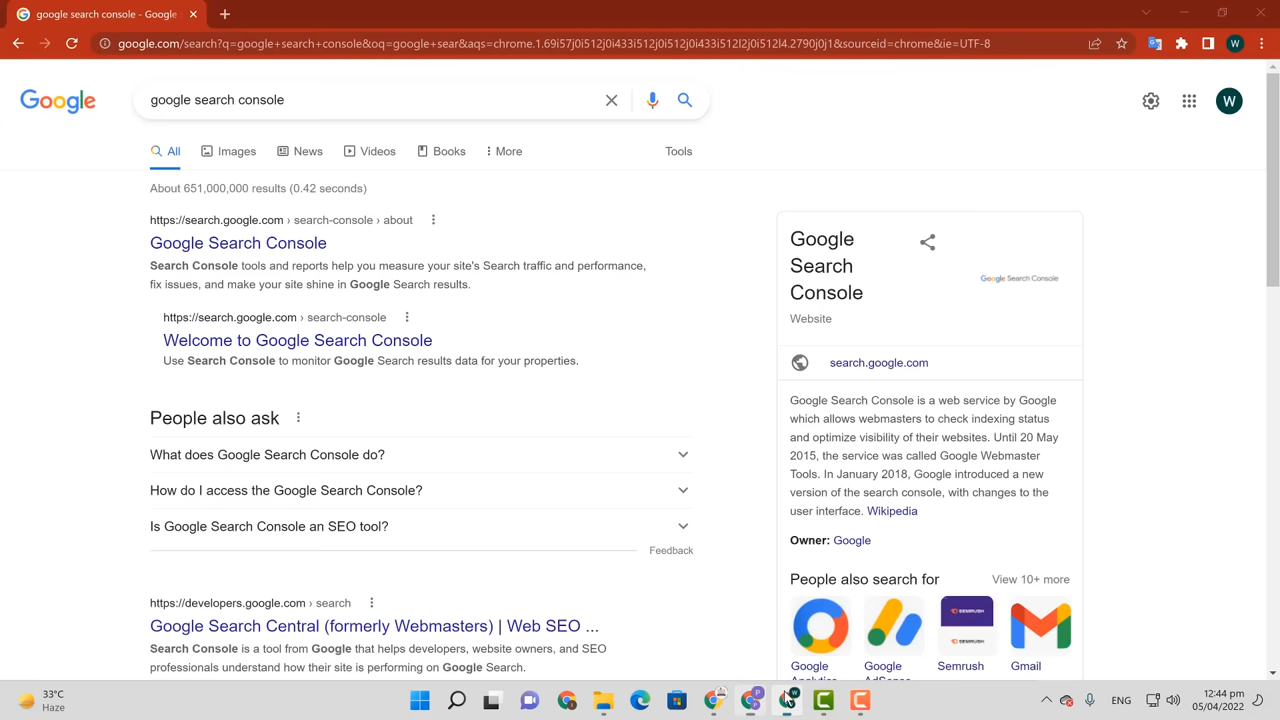 google search console - Google
google.com/search?q=google+search+console&oq=google+sear&aqs=chrome.1.69i57j0i512j0i433i512j0i512j0i433i512l2j0i512l4.2790j0j1&sourceid=chrome&ie=UTF-8
W
Google
google search console
W
All
Images
News
Videos
Books
More
Tools
About 651,000,000 results (0.42 seconds)
https://search.google.com › search-console › about
Google Search Console
Search Console tools and reports help you measure your site's Search traffic and performance,
fix issues, and make your site shine in Google Search results.
https://search.google.com › search-console
Welcome to Google Search Console
Use Search Console to monitor Google Search results data for your properties.
People also ask
What does Google Search Console do?
How do I access the Google Search Console?
Is Google Search Console an SEO tool?
Feedback
https://developers.google.com › search
Google Search Central (formerly Webmasters) | Web SEO ...
Search Console is a tool from Google that helps developers, website owners, and SEO
professionals understand how their site is performing on Google Search.
Google
Search
Console
Google Search Console
Website
search.google.com
Google Search Console is a web service by Google
which allows webmasters to check indexing status
and optimize visibility of their websites. Until 20 May
2015, the service was called Google Webmaster
Tools. In January 2018, Google introduced a new
version of the search console, with changes to the
user interface. Wikipedia
Owner: Google
People also search for
View 10+ more
SEMRUSH
SEMRUSH
Google
Analytics
Google
AdSense
Semrush
Gmail
33°C
Haze
P
W
ENG
12:44 pm
05/04/2022